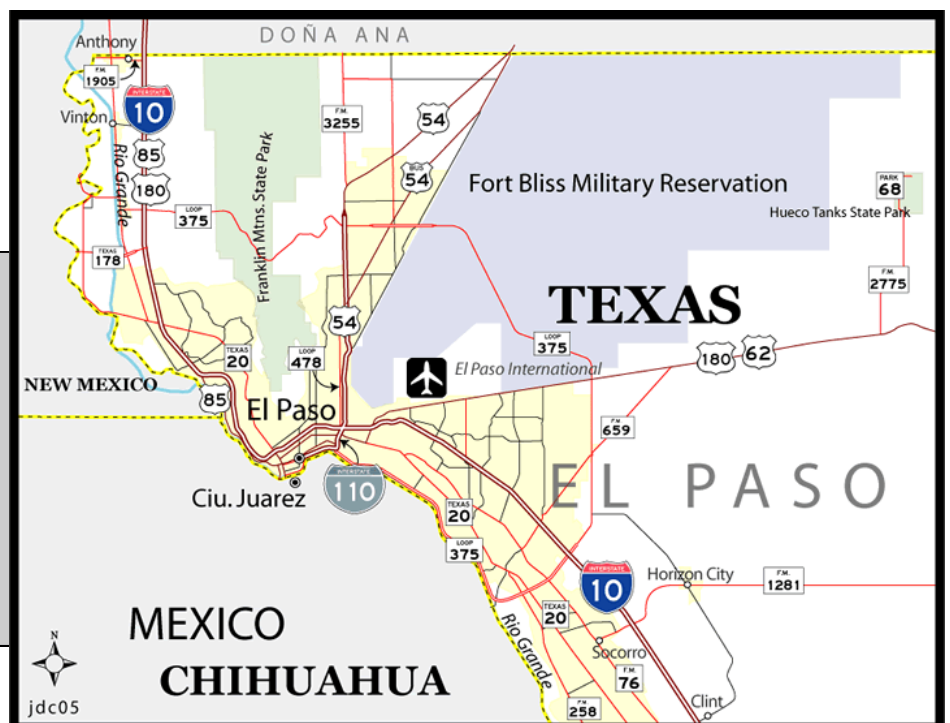 DOÑA ANA
Anthony
F.M.
1905
INTERSTATE
10
Vinton
F.M.
3255
54
85
BUS
54
180
Rio Grande
Fort Bliss Military Reservation
PARK
68
Hueco Tanks State Park
LOOP
375
Franklin Mtns. State Park
TEXAS
178
F.M.
2775
TEXAS
54
LOOP
375
TEXAS
20
LOOP
478
180
62
El Paso International
NEW MEXICO
85
El Paso
F.M.
659
EL PASO
Ciu. Juarez
INTERSTATE
110
TEXAS
20
LOOP
375
INTERSTATE
10
Horizon City
F.M.
1281
MEXICO
TEXAS
20
Rio Grande
Socorro
CHIHUAHUA
F.M.
76
N
jdc05
F.M.
258
Clint